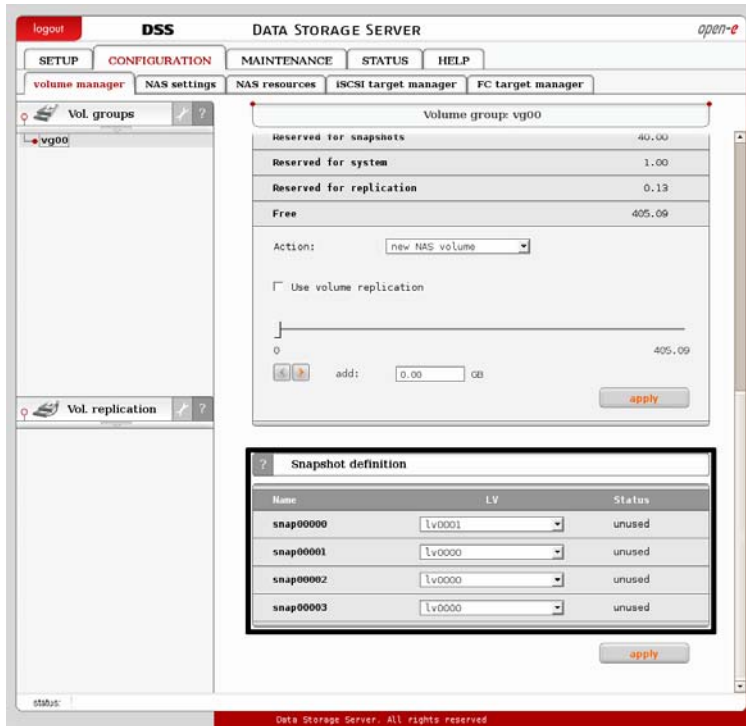 logout DSS DATA STORAGE SERVER open-e
SETUP CONFIGURATION MAINTENANCE STATUS HELP
volume manager NAS settings NAS resources iSCSI target manager FC target manager
Vol. groups ?
vg00
Volume group: vg00
Reserved for snapshots 40.00
Reserved for system 1.00
Reserved for replication 0.13
Free 405.09
Action: new NAS volume
Use volume replication
0 405.09
< > add: 0.00 GB
apply
Vol. replication ?
? Snapshot definition
Name LV Status
snap00000 lv0001 unused
snap00001 lv0000 unused
snap00002 lv0000 unused
snap00003 lv0000 unused
apply
status:
Data Storage Server. All rights reserved